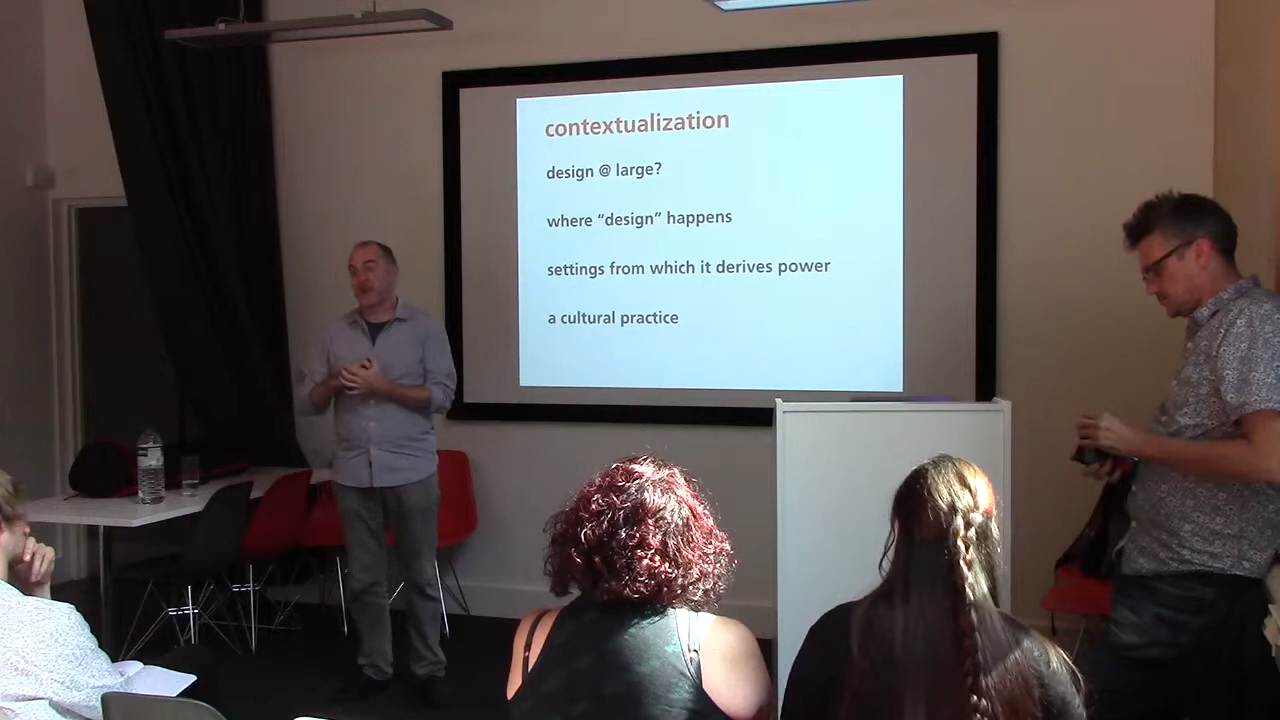 contextualization
design @ large?
where “design” happens
settings from which it derives power
a cultural practice